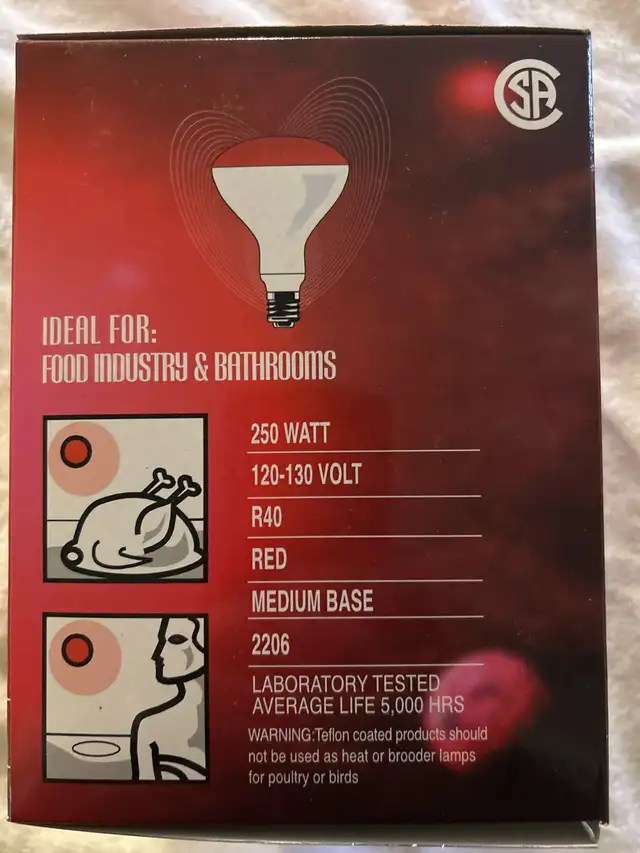 CSA
IDEAL FOR:
FOOD INDUSTRY & BATHROOMS
250 WATT
120-130 VOLT
R40
RED
MEDIUM BASE
2206
LABORATORY TESTED
AVERAGE LIFE 5,000 HRS
WARNING:Teflon coated products should
not be used as heat or brooder lamps
for poultry or birds